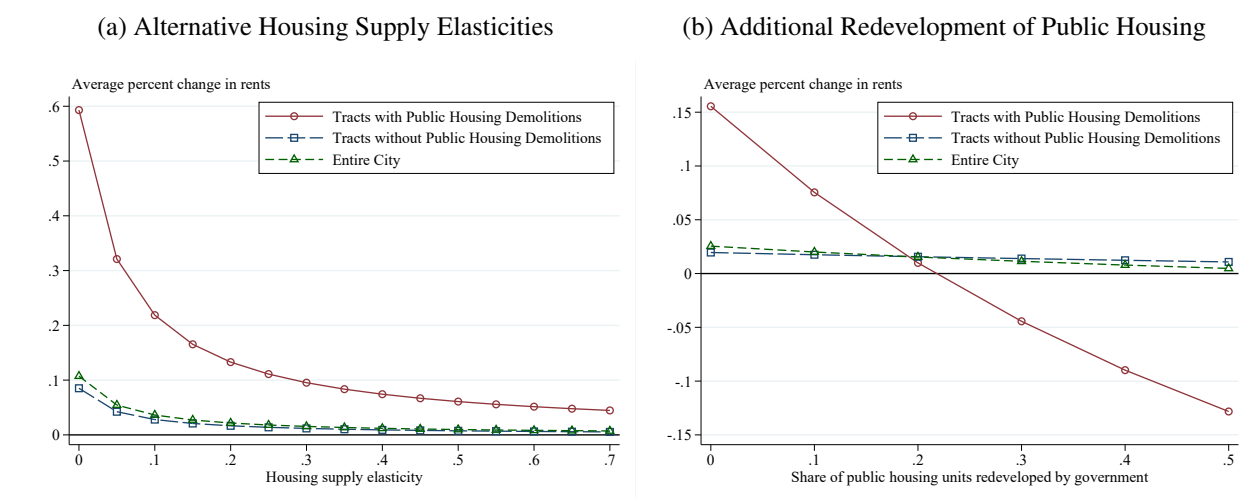 (a) Alternative Housing Supply Elasticities
Average percent change in rents
Tracts with Public Housing Demolitions
Tracts without Public Housing Demolitions
Entire City
.6
.5
.4
.3
.2
.1
0
0 .1 .2 .3 .4 .5 .6 .7
Housing supply elasticity
(b) Additional Redevelopment of Public Housing
Average percent change in rents
Tracts with Public Housing Demolitions
Tracts without Public Housing Demolitions
Entire City
.15
.1
.05
0
-.05
-.1
-.15
0 .1 .2 .3 .4 .5
Share of public housing units redeveloped by government